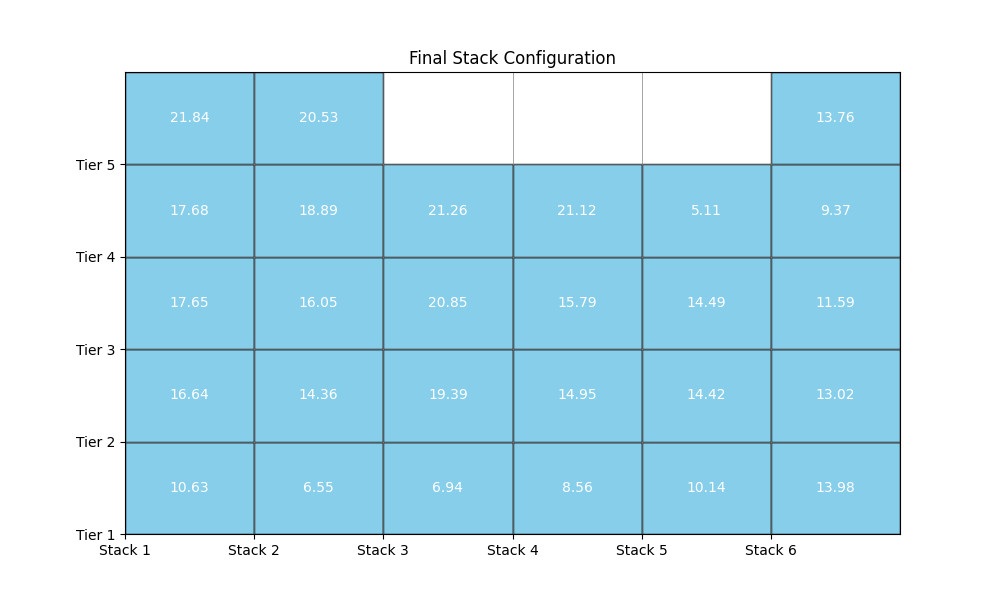 Final Stack Configuration
21.84 20.53 13.76
Tier 5
17.68 18.89 21.26 21.12 5.11 9.37
Tier 4
17.65 16.05 20.85 15.79 14.49 11.59
Tier 3
16.64 14.36 19.39 14.95 14.42 13.02
Tier 2
10.63 6.55 6.94 8.56 10.14 13.98
Tier 1
Stack 1 Stack 2 Stack 3 Stack 4 Stack 5 Stack 6